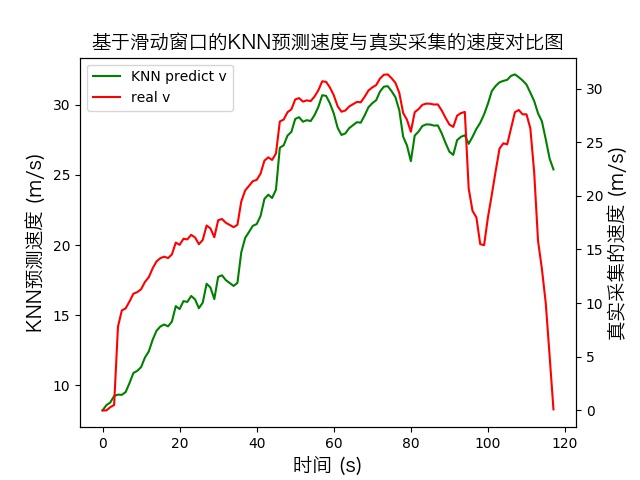 基于滑动窗口的KNN预测速度与真实采集的速度对比图
KNN predict v
real v
KNN预测速度 (m/s)
30
25
20
15
10
真实采集的速度 (m/s)
30
25
20
15
10
5
0
0 20 40 60 80 100 120
时间 (s)